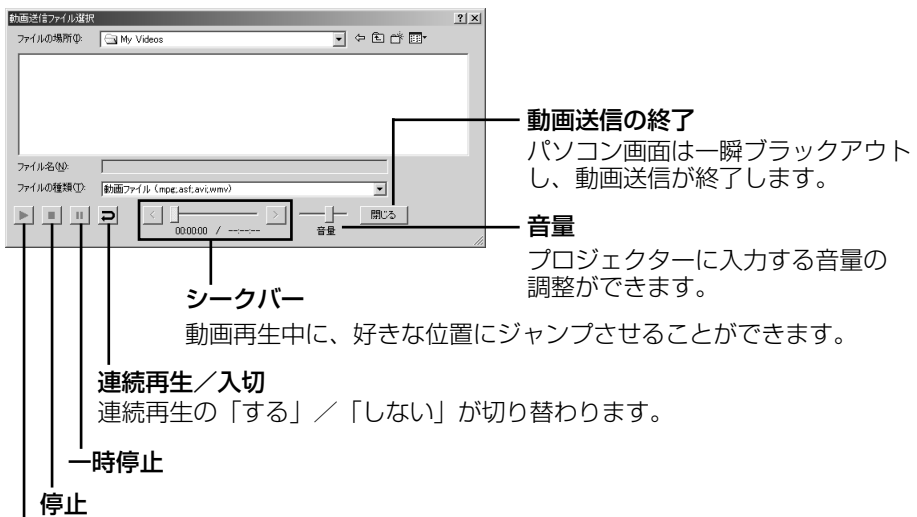 動画送信ファイル選択
ファイルの場所(I):
My Videos
ファイル名(N):
ファイルの種類(T):
動画ファイル (mpg;asf;avi;wmv)
00:00:00 / --:--:--
音量
閉じる
動画送信の終了
パソコン画面は一瞬ブラックアウト
し、動画送信が終了します。
音量
プロジェクターに入力する音量の
調整ができます。
シークバー
動画再生中に、好きな位置にジャンプさせることができます。
連続再生／入切
連続再生の「する」／「しない」が切り替わります。
一時停止
停止